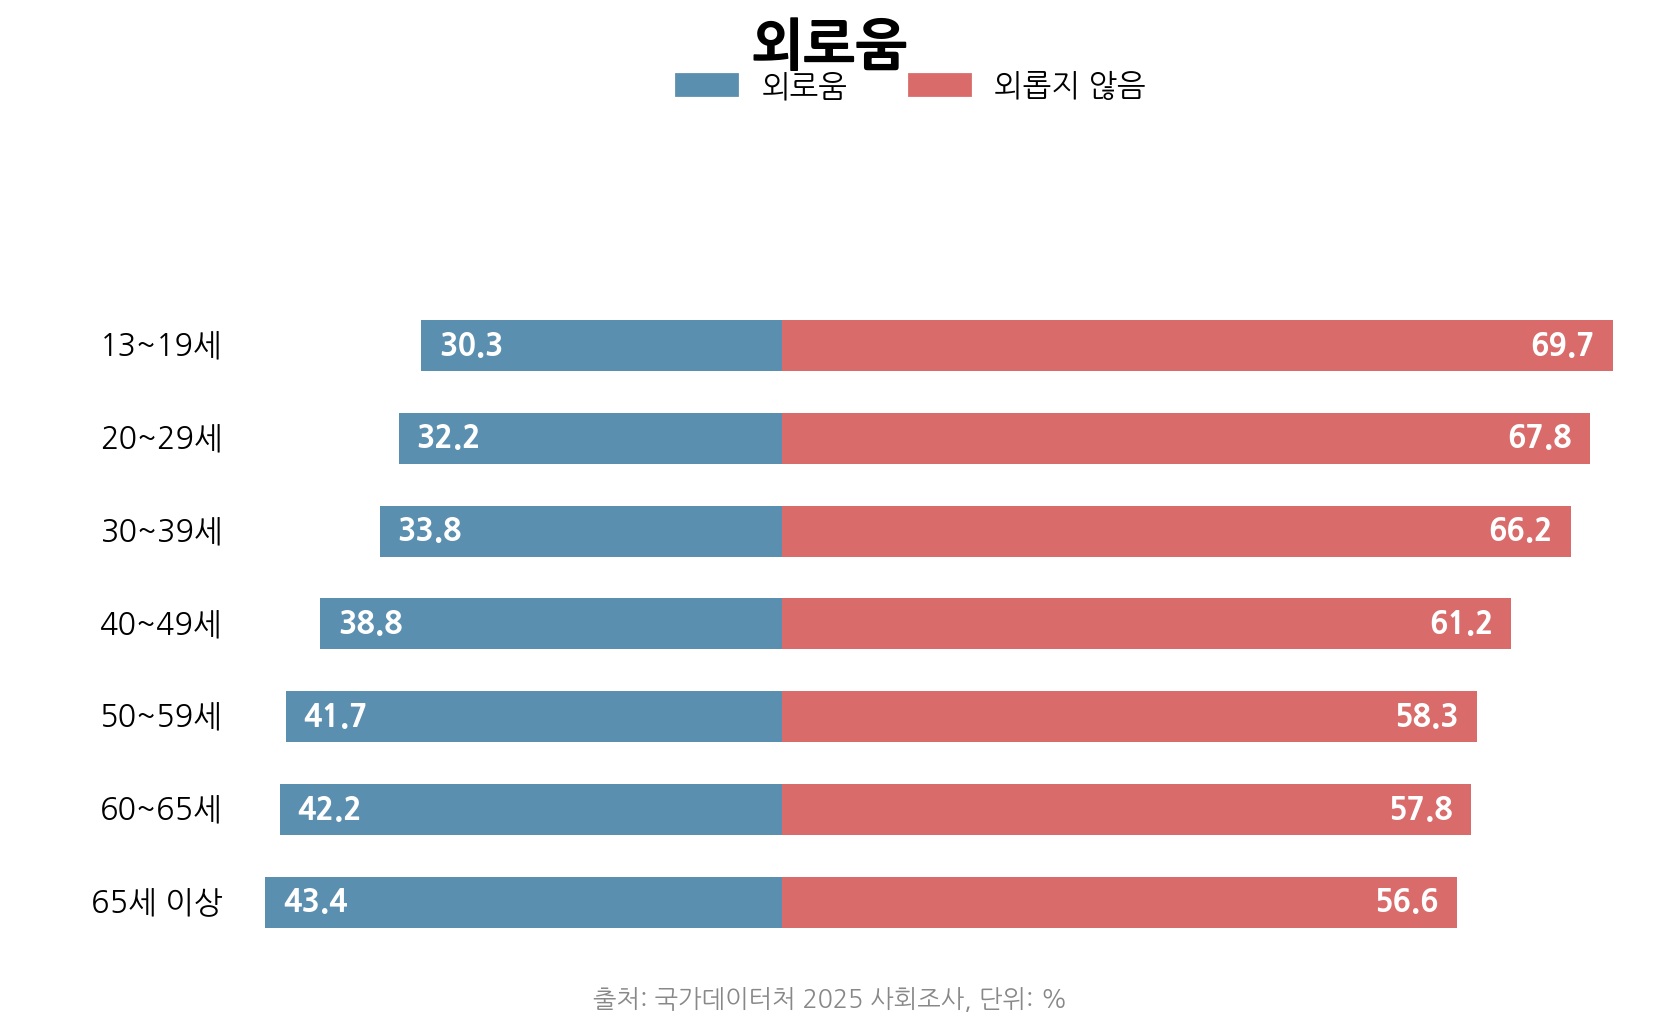 외로움
외로움 외롭지 않음
13~19세 30.3 69.7
20~29세 32.2 67.8
30~39세 33.8 66.2
40~49세 38.8 61.2
50~59세 41.7 58.3
60~65세 42.2 57.8
65세 이상 43.4 56.6
출처: 국가데이터처 2025 사회조사, 단위: %